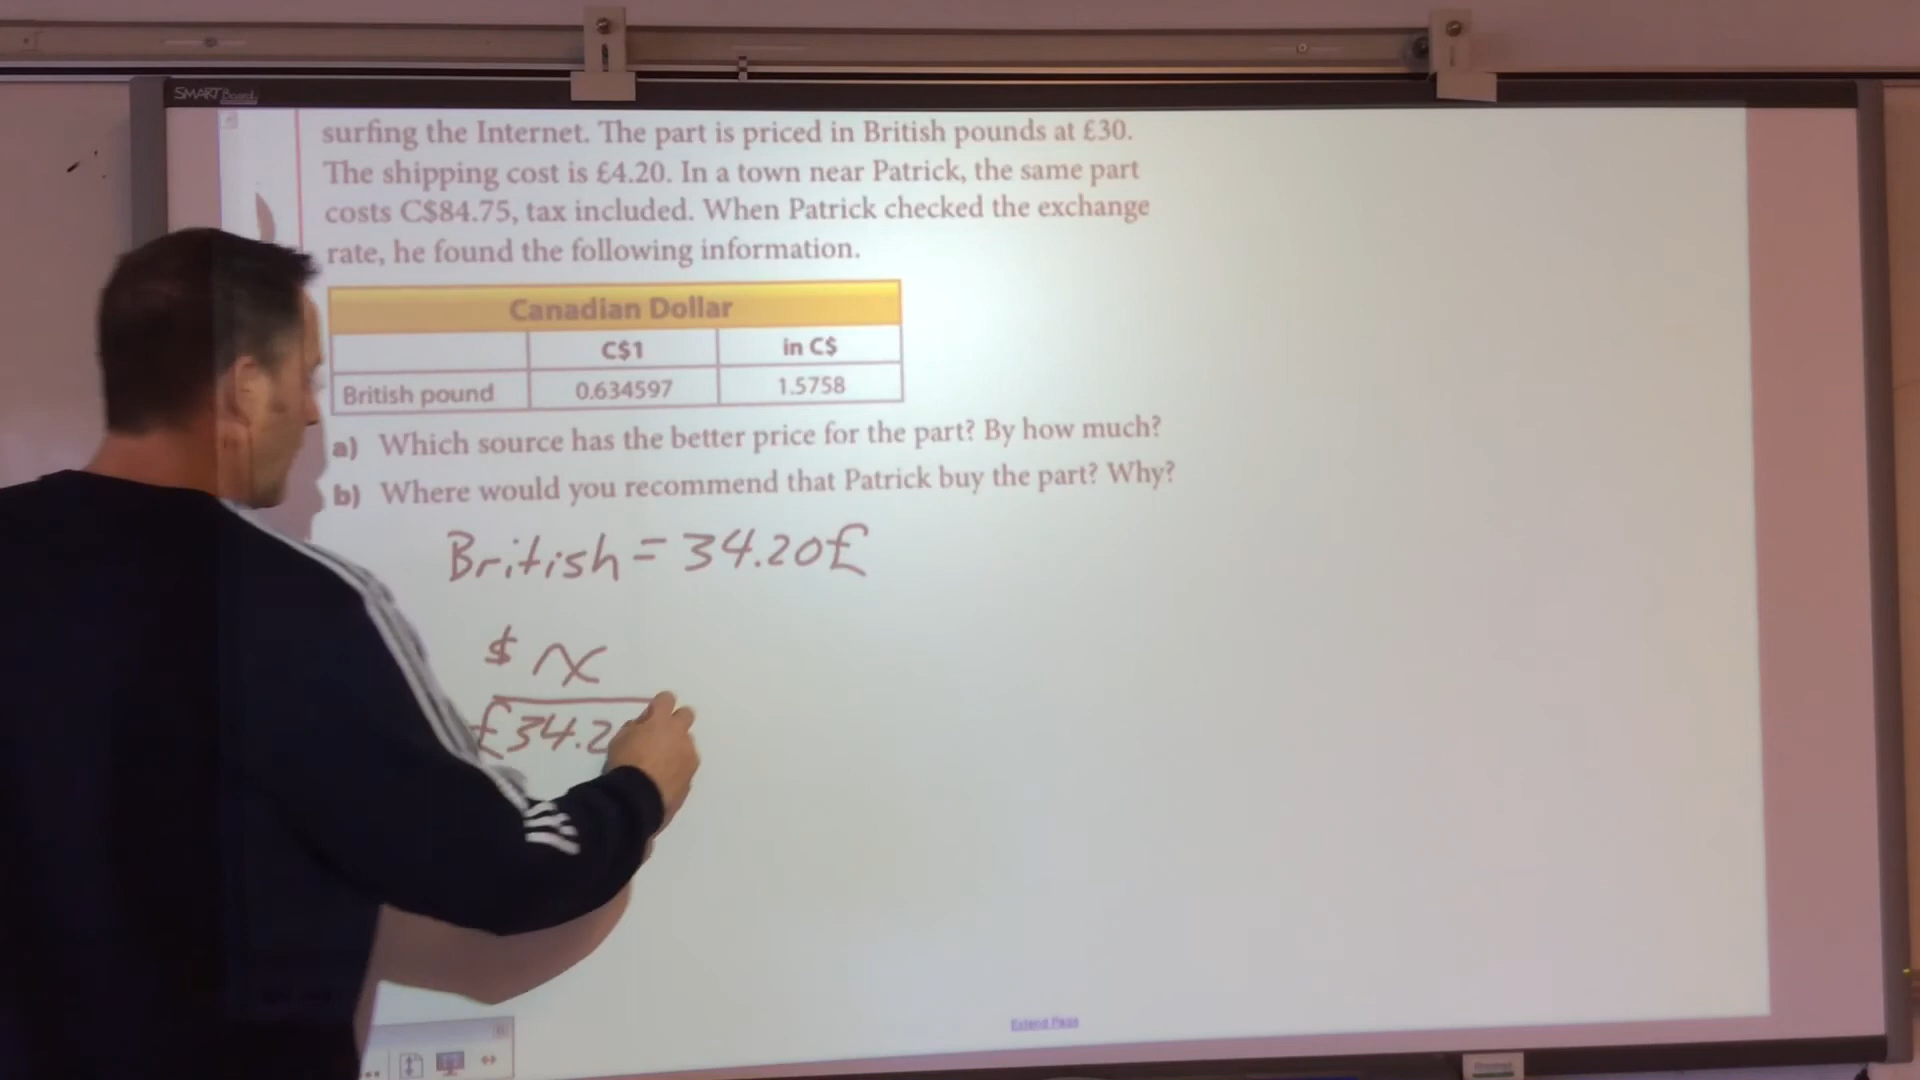 SMART Board
surfing the Internet. The part is priced in British pounds at £30.
The shipping cost is £4.20. In a town near Patrick, the same part
costs C$84.75, tax included. When Patrick checked the exchange
rate, he found the following information.
Canadian Dollar
C$1 in C$
British pound 0.634597 1.5758
a) Which source has the better price for the part? By how much?
b) Where would you recommend that Patrick buy the part? Why?
British = 34.20£
$ x
£34.2
Extend Page